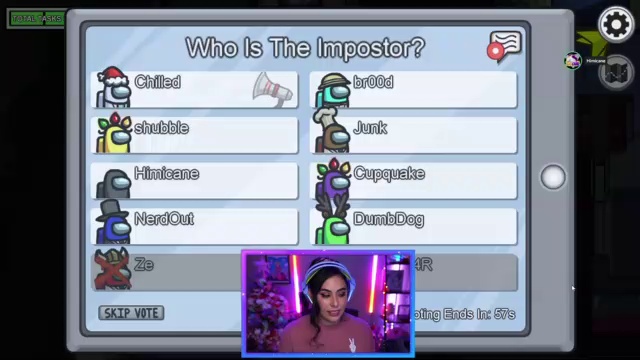 TOTAL TASKS
Who Is The Impostor?
Himicane
Chilled
br00d
shubble
Junk
Himicane
Cupquake
NerdOut
DumbDog
Ze
4R
SKIP VOTE
oting Ends In: 57s